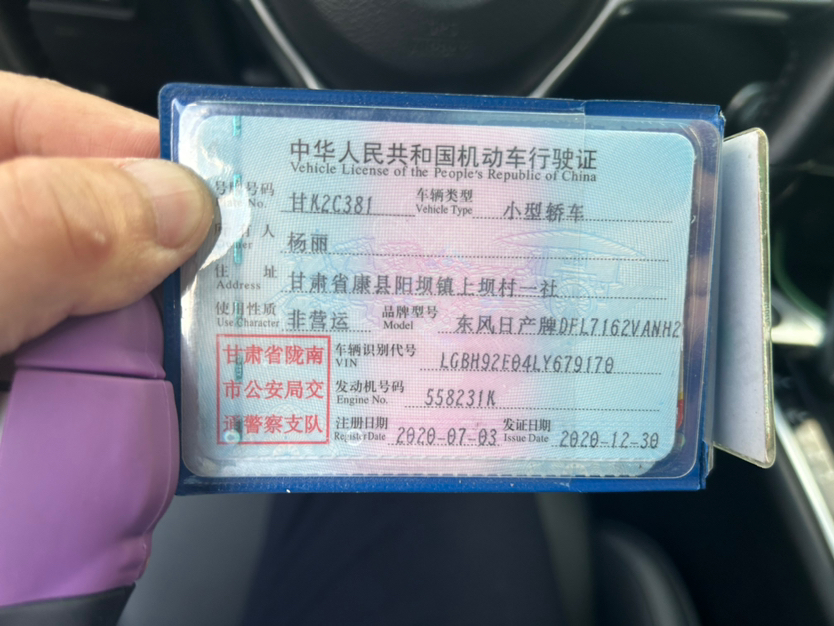 中华人民共和国机动车行驶证
Vehicle License of the People's Republic of China
号牌号码 甘K2C381 车辆类型 小型轿车
Plate No. Vehicle Type
人 杨丽
住址 甘肃省康县阳坝镇上坝村一社
Address
使用性质 非营运 品牌型号 东风日产牌DFL7162VANH2
Use Character Model
甘肃省陇南
市公安局交
通警察支队
车辆识别代号 LGBH92E04LY679170
VIN
发动机号码 558231K
Engine No.
注册日期 2020-07-03 发证日期 2020-12-30
Register Date Issue Date